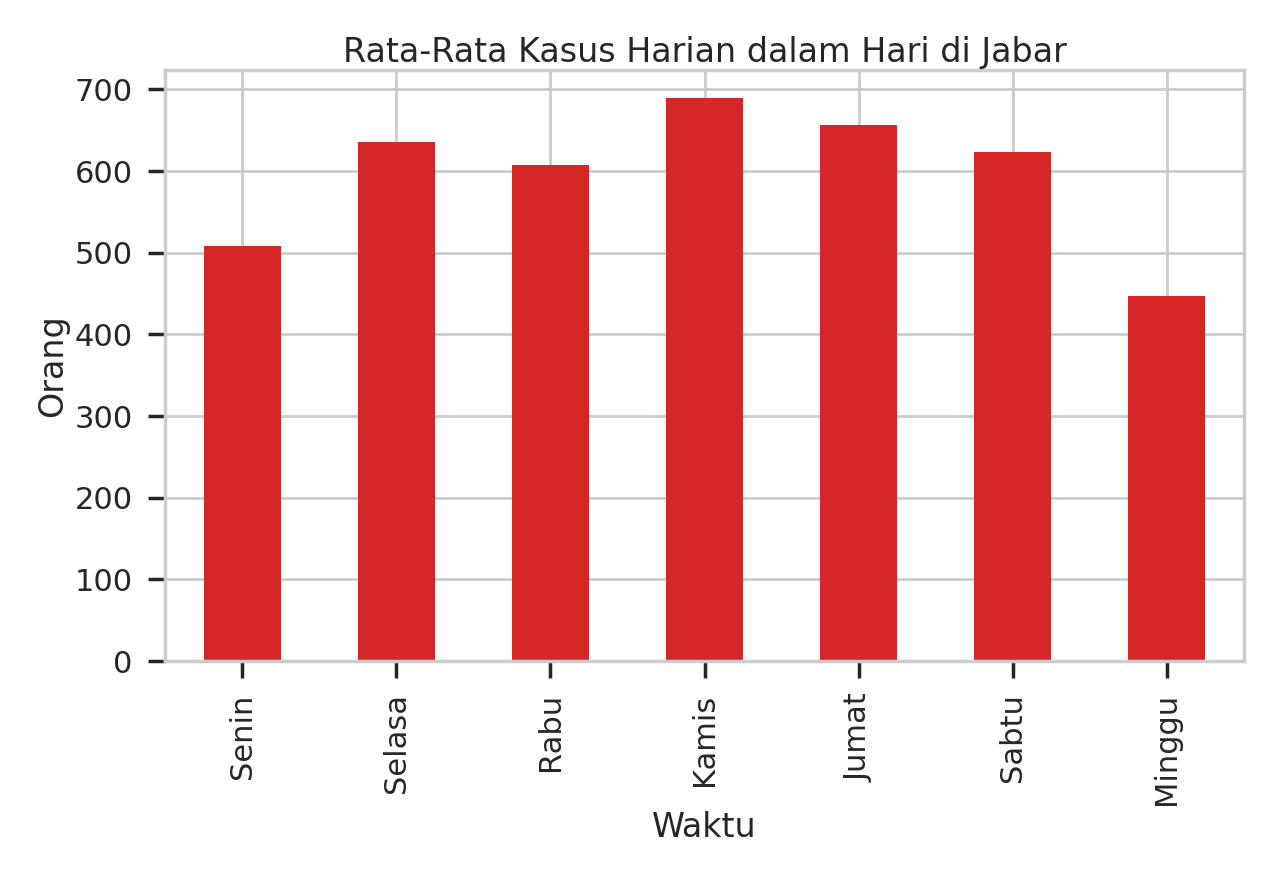 Rata-Rata Kasus Harian dalam Hari di Jabar
700
600
500
400
300
200
100
0
Orang
Senin
Selasa
Rabu
Kamis
Jumat
Sabtu
Minggu
Waktu